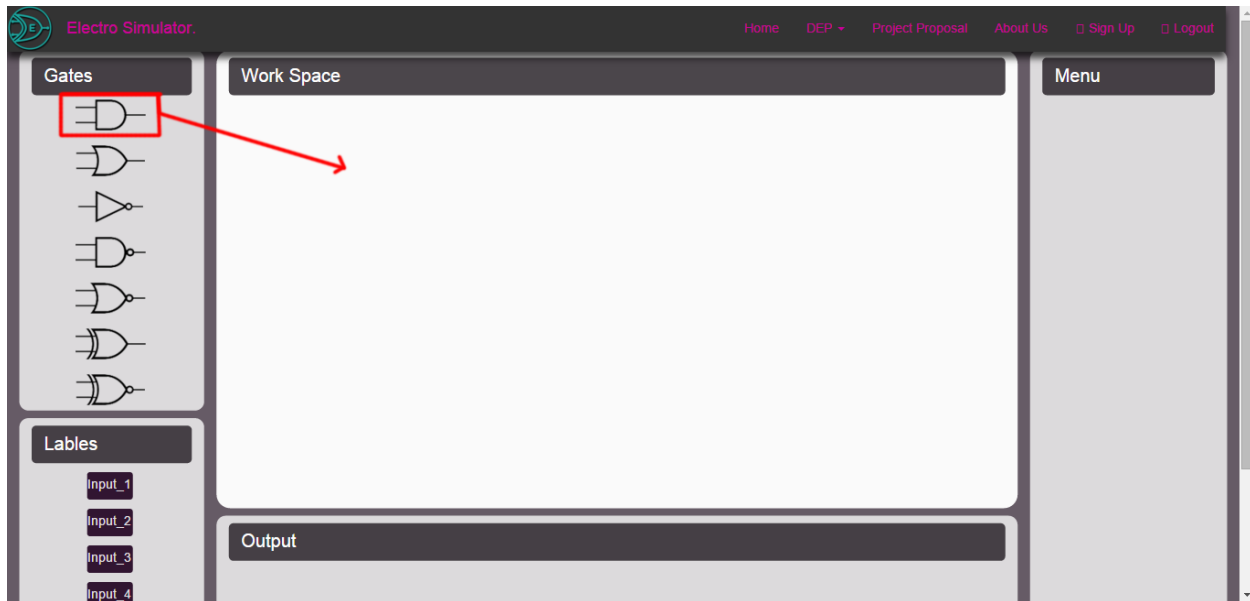 E
Electro Simulator.
Home DEP Project Proposal About Us Sign Up Logout
Gates
Work Space
Menu
Lables
Input_1
Input_2
Input_3
Input_4
Output